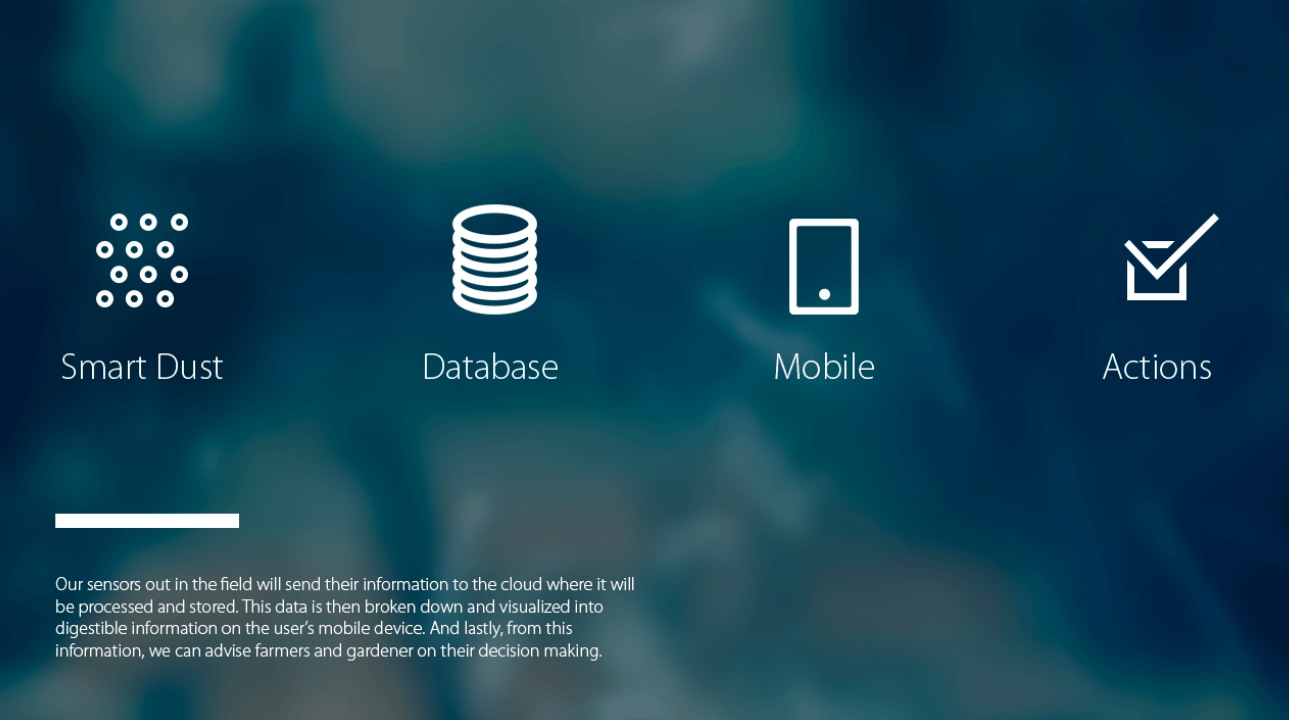 Smart Dust
Database
Mobile
Actions
Our sensors out in the field will send their information to the cloud where it will
be processed and stored. This data is then broken down and visualized into
digestible information on the user’s mobile device. And lastly, from this
information, we can advise farmers and gardener on their decision making.